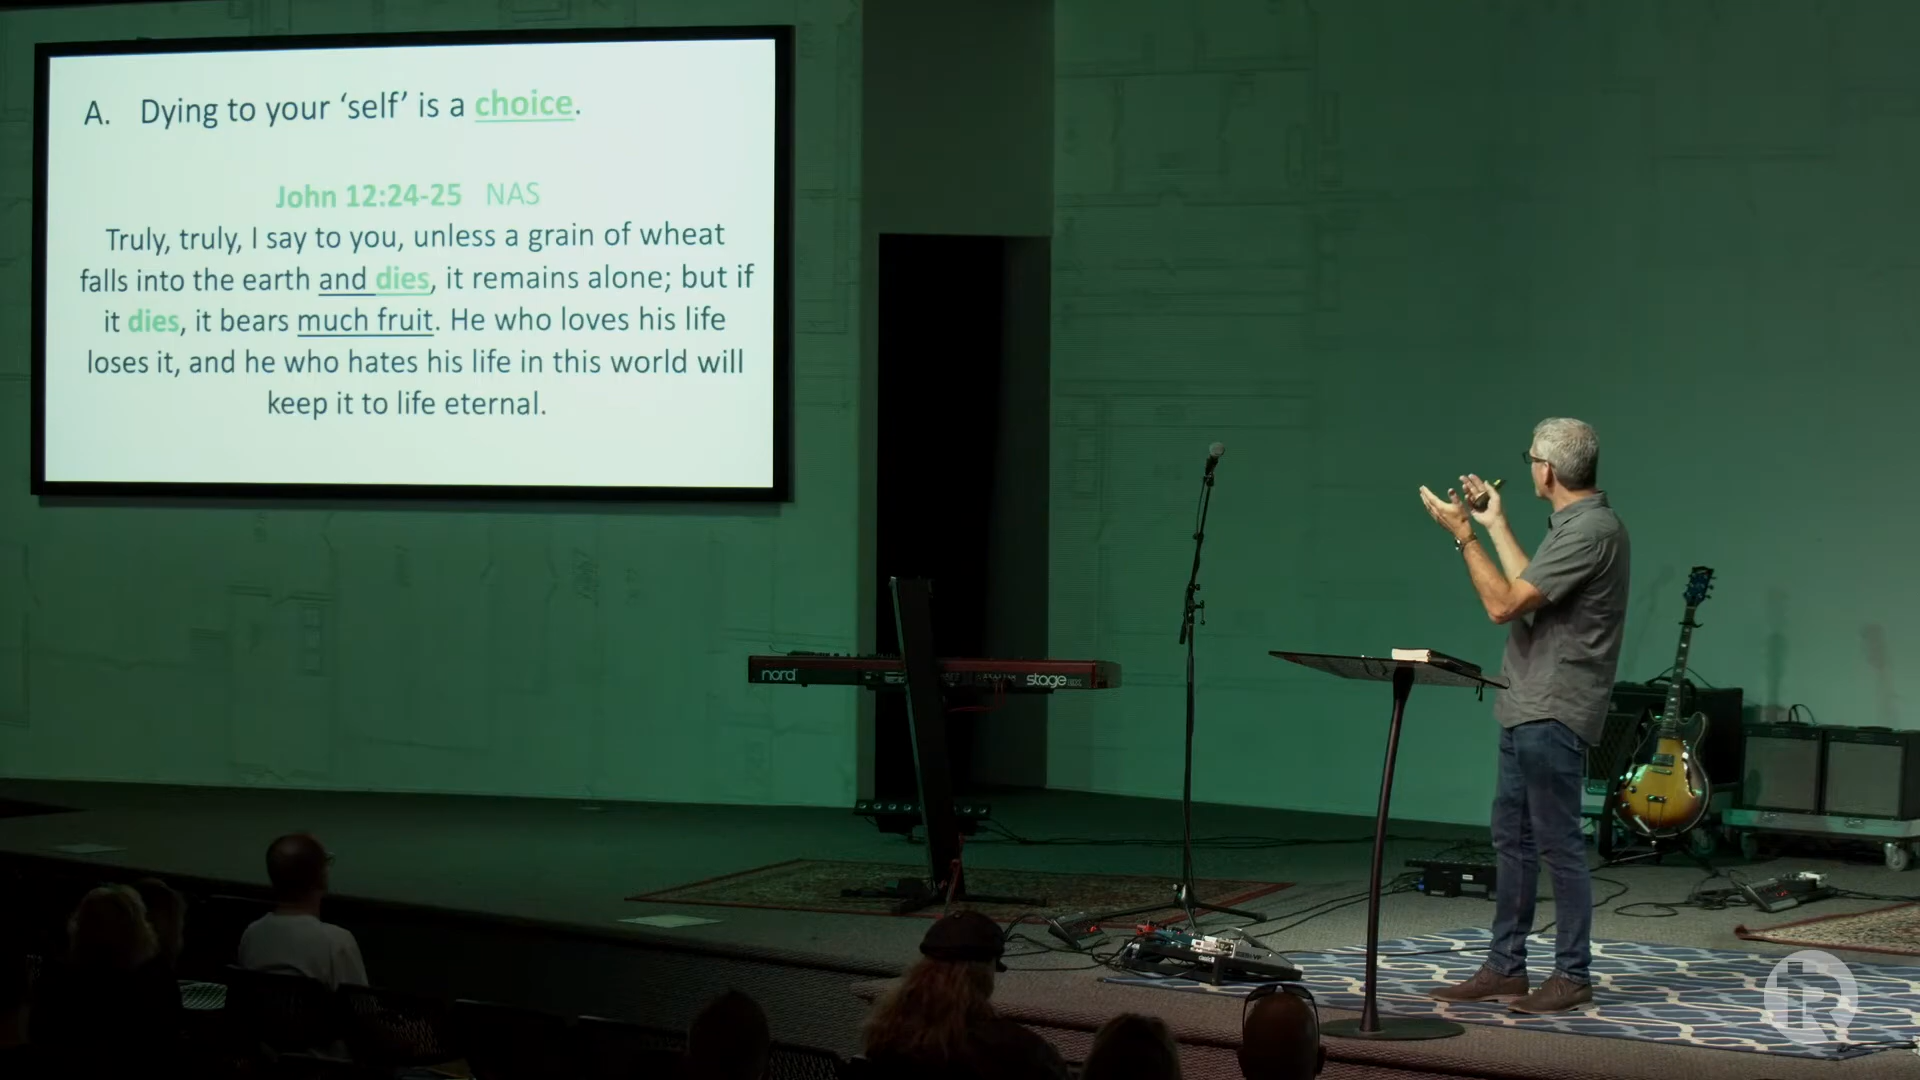 A. Dying to your ‘self’ is a choice.
John 12:24-25 NAS
Truly, truly, I say to you, unless a grain of wheat
falls into the earth and dies, it remains alone; but if
it dies, it bears much fruit. He who loves his life
loses it, and he who hates his life in this world will
keep it to life eternal.
nord
stage